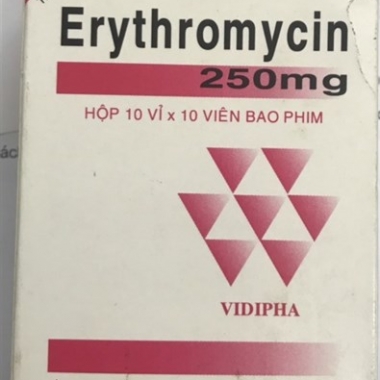 Erythromycin
250mg
HỘP 10 VỈ x 10 VIÊN BAO PHIM
VIDIPHA